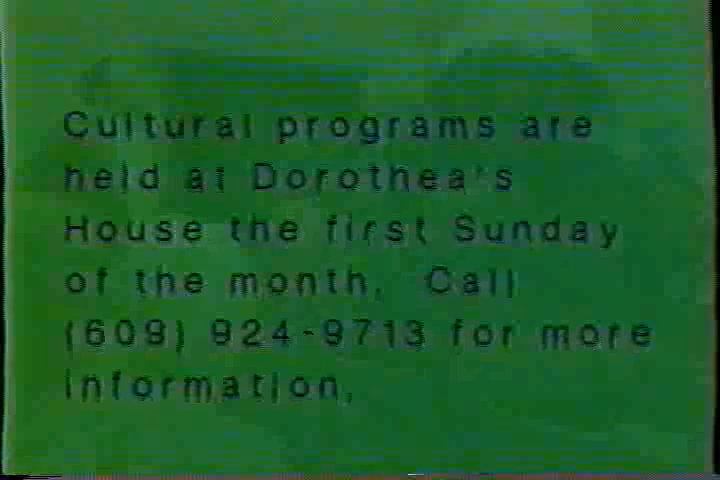 Cultural programs are
held at Dorothea's
House the first Sunday
of the month. Call
(609) 924-9713 for more
information.